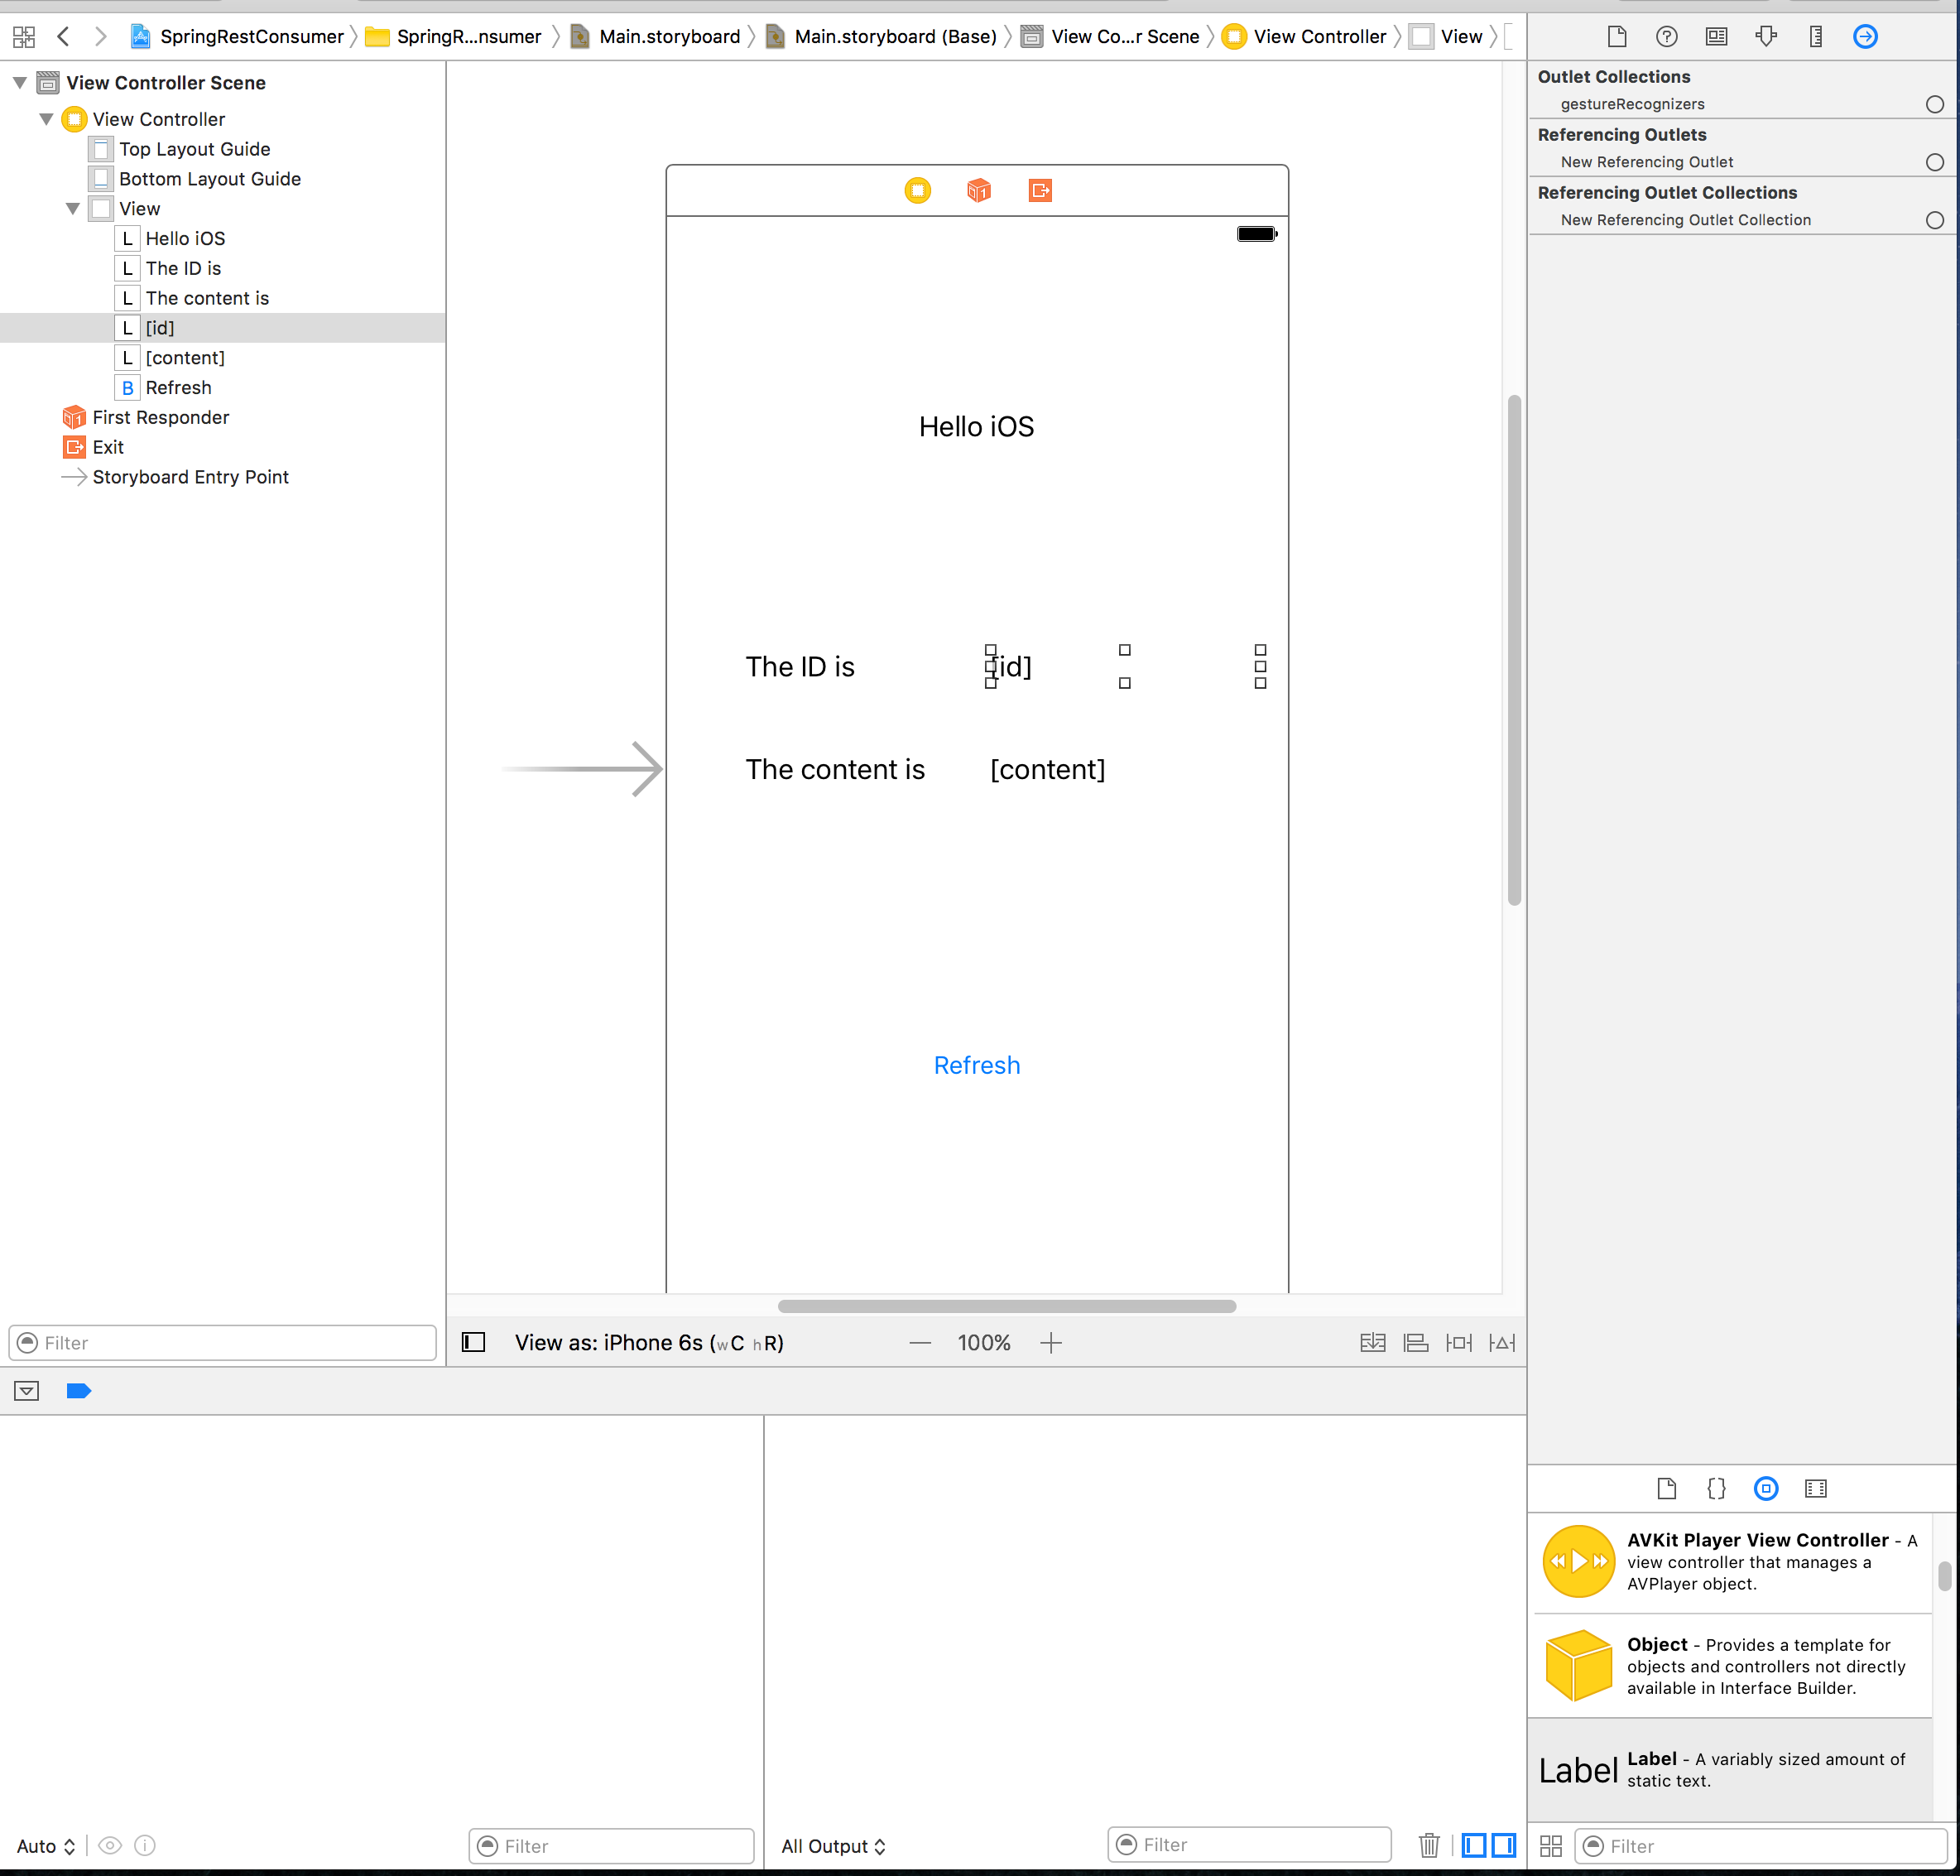 SpringRestConsumer SpringR...nsumer Main.storyboard Main.storyboard (Base) View Co...r Scene View Controller View
View Controller Scene
View Controller
Top Layout Guide
Bottom Layout Guide
View
L Hello iOS
L The ID is
L The content is
L [id]
L [content]
B Refresh
First Responder
Exit
Storyboard Entry Point
Filter
Hello iOS
The ID is [id]
The content is [content]
Refresh
View as: iPhone 6s (wC hR) 100%
Outlet Collections
gestureRecognizers
Referencing Outlets
New Referencing Outlet
Referencing Outlet Collections
New Referencing Outlet Collection
AVKit Player View Controller - A
view controller that manages a
AVPlayer object.
Object - Provides a template for
objects and controllers not directly
available in Interface Builder.
Label
Label - A variably sized amount of
static text.
Auto Filter
All Output Filter
Filter